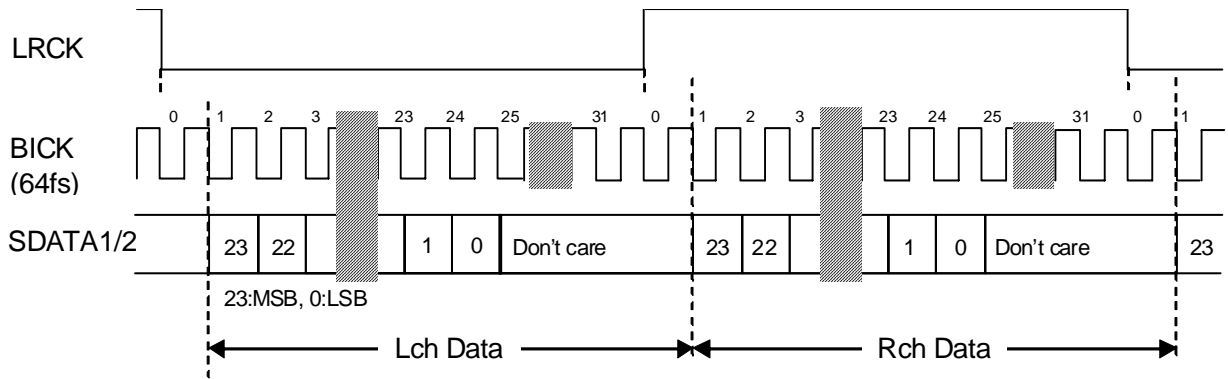 LRCK
0 1 2 3 23 24 25 31 0 1 2 3 23 24 25 31 0 1
BICK
(64fs)
SDATA1/2 23 22 1 0 Don't care 23 22 1 0 Don't care 23
23:MSB, 0:LSB
Lch Data Rch Data